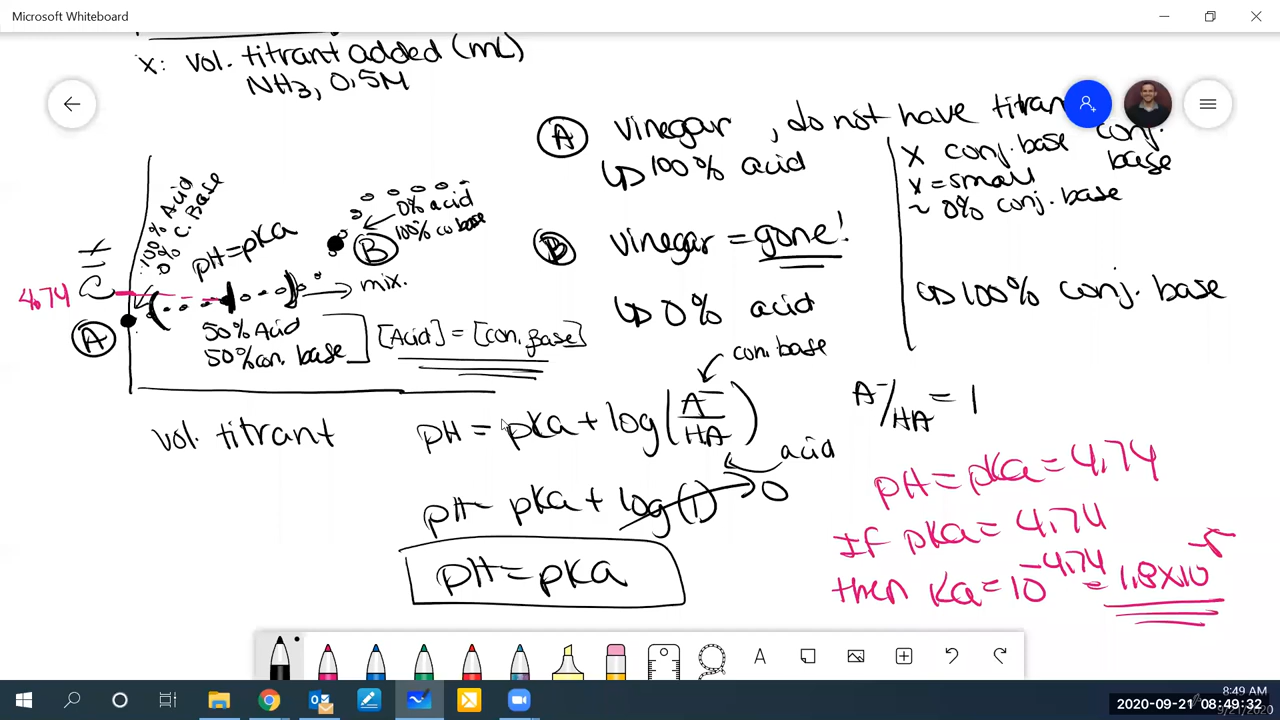 Microsoft Whiteboard
x: vol. titrant added (mL)
NH3, 0.5M
A vinegar, do not have titran
↳ 100% acid
conj.
base
X conj. base
x = small
~ 0% conj. base
B vinegar = gone!
↳ 0% acid
↳ 100% conj. base
100% Acid
0% C. Base
pH=pKa
0% acid
100% co base
B
mix.
4.74
A
50% Acid
50% con. base
[Acid] = [con. Base]
vol. titrant
con. base
pH = pKa + log (A⁻/HA)
acid
A⁻/HA = 1
pH = pKa + log(1) → 0
pH = pKa
pH = pKa = 4.74
If pKa = 4.74
then Ka = 10^-4.74 = 1.8x10^-5
8:49 AM
2020-09-21 08:49:32